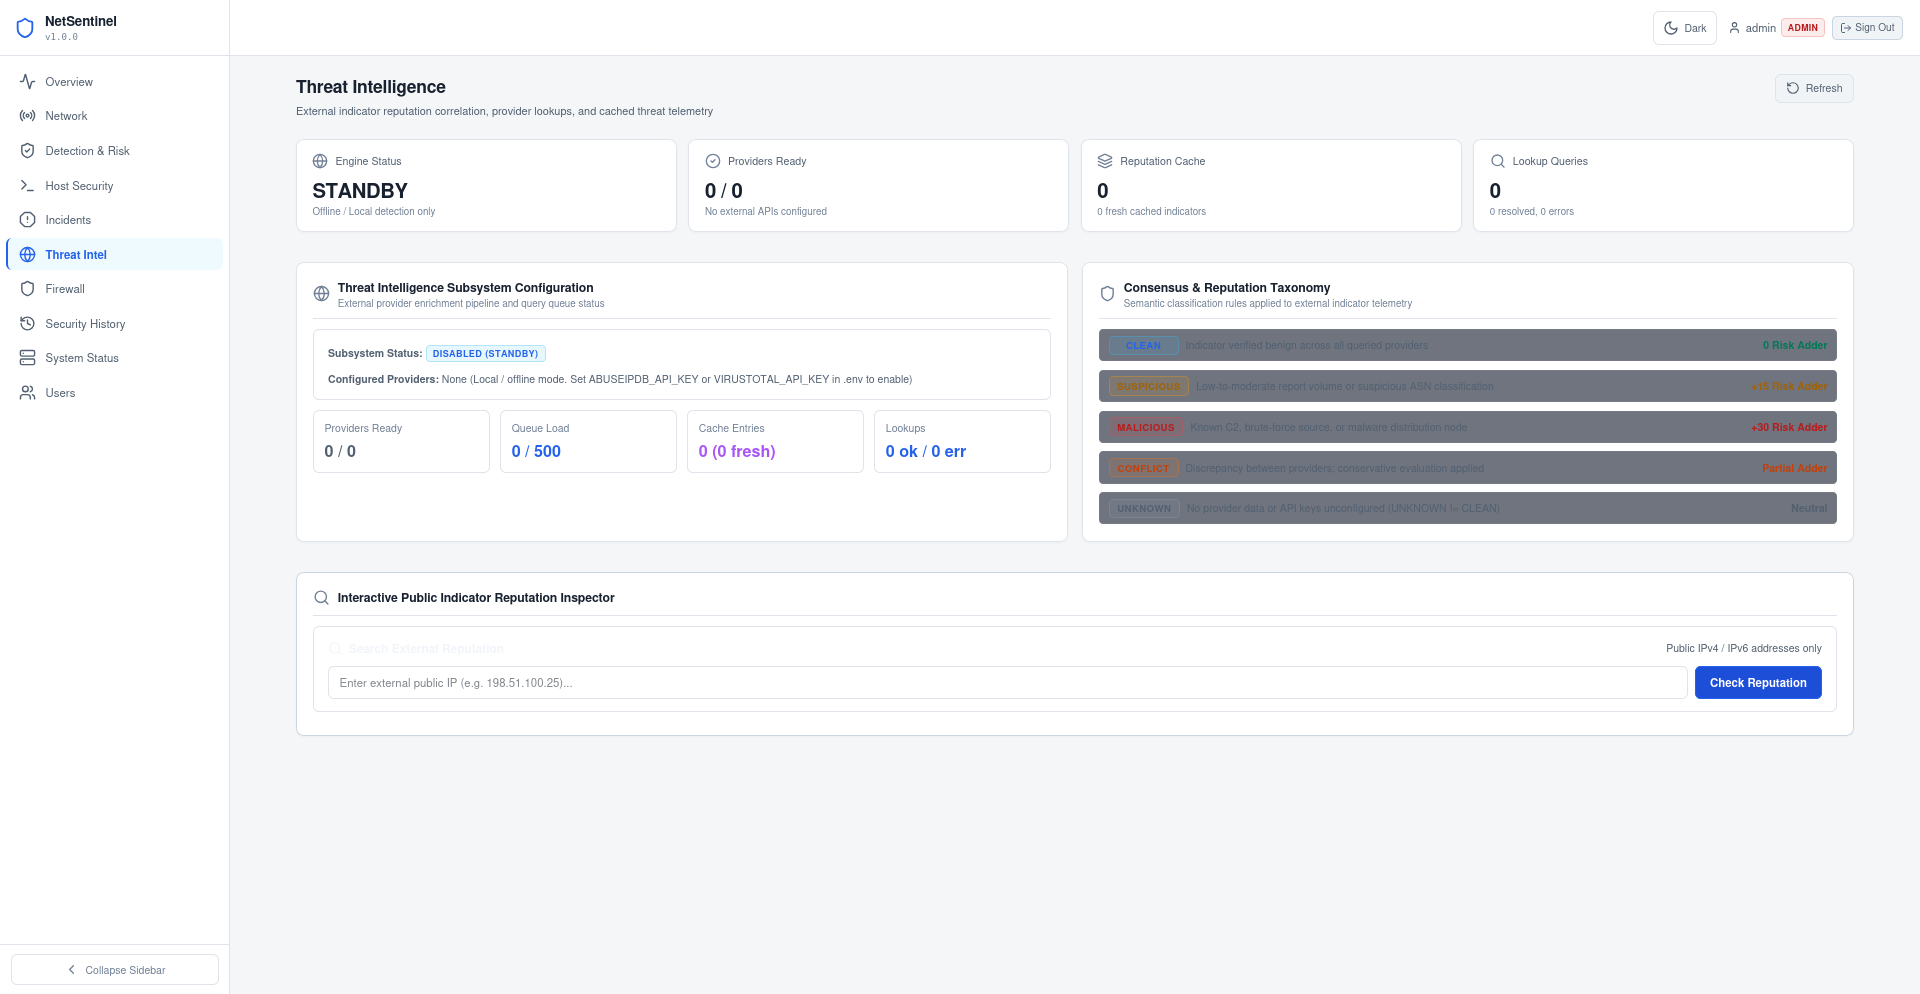 NetSentinel
v1.0.0
Dark
admin
ADMIN
Sign Out
Overview
Network
Detection & Risk
Host Security
Incidents
Threat Intel
Firewall
Security History
System Status
Users
Collapse Sidebar
Threat Intelligence
External indicator reputation correlation, provider lookups, and cached threat telemetry
Refresh
Engine Status
STANDBY
Offline / Local detection only
Providers Ready
0 / 0
No external APIs configured
Reputation Cache
0
0 fresh cached indicators
Lookup Queries
0
0 resolved, 0 errors
Threat Intelligence Subsystem Configuration
External provider enrichment pipeline and query queue status
Subsystem Status: DISABLED (STANDBY)
Configured Providers: None (Local / offline mode. Set ABUSEIPDB_API_KEY or VIRUSTOTAL_API_KEY in .env to enable)
Providers Ready
0 / 0
Queue Load
0 / 500
Cache Entries
0 (0 fresh)
Lookups
0 ok / 0 err
Consensus & Reputation Taxonomy
Semantic classification rules applied to external indicator telemetry
CLEAN Indicator verified benign across all queried providers 0 Risk Adder
SUSPICIOUS Low-to-moderate report volume or suspicious ASN classification +15 Risk Adder
MALICIOUS Known C2, brute-force source, or malware distribution node +30 Risk Adder
CONFLICT Discrepancy between providers; conservative evaluation applied Partial Adder
UNKNOWN No provider data or API keys unconfigured (UNKNOWN != CLEAN) Neutral
Interactive Public Indicator Reputation Inspector
Search External Reputation
Public IPv4 / IPv6 addresses only
Enter external public IP (e.g. 198.51.100.25)...
Check Reputation